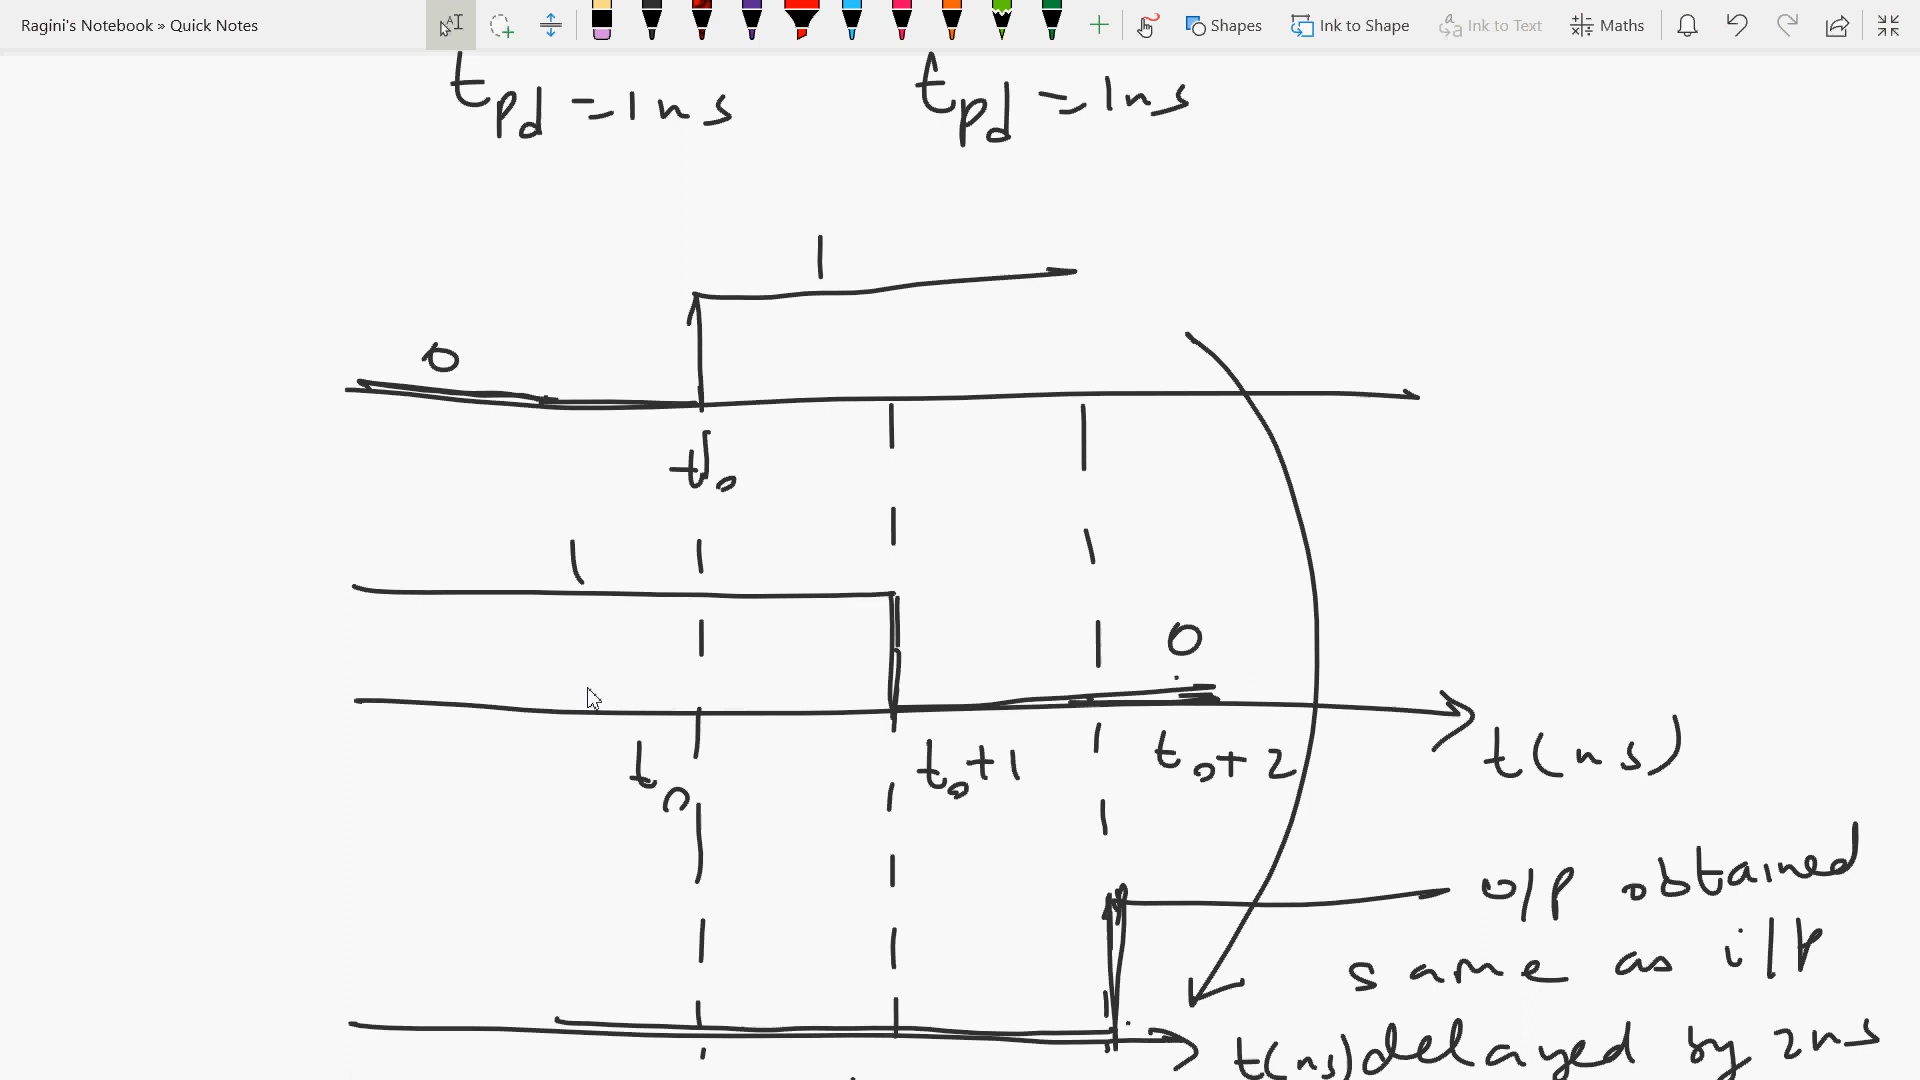 Ragini's Notebook » Quick Notes
Shapes Ink to Shape Ink to Text Maths
tpd = 1ns tpd = 1ns
1
0
t0
1
0
t0 t0+1 t0+2 t(ns)
o/p obtained
same as i/p
t(ns) delayed by 2ns